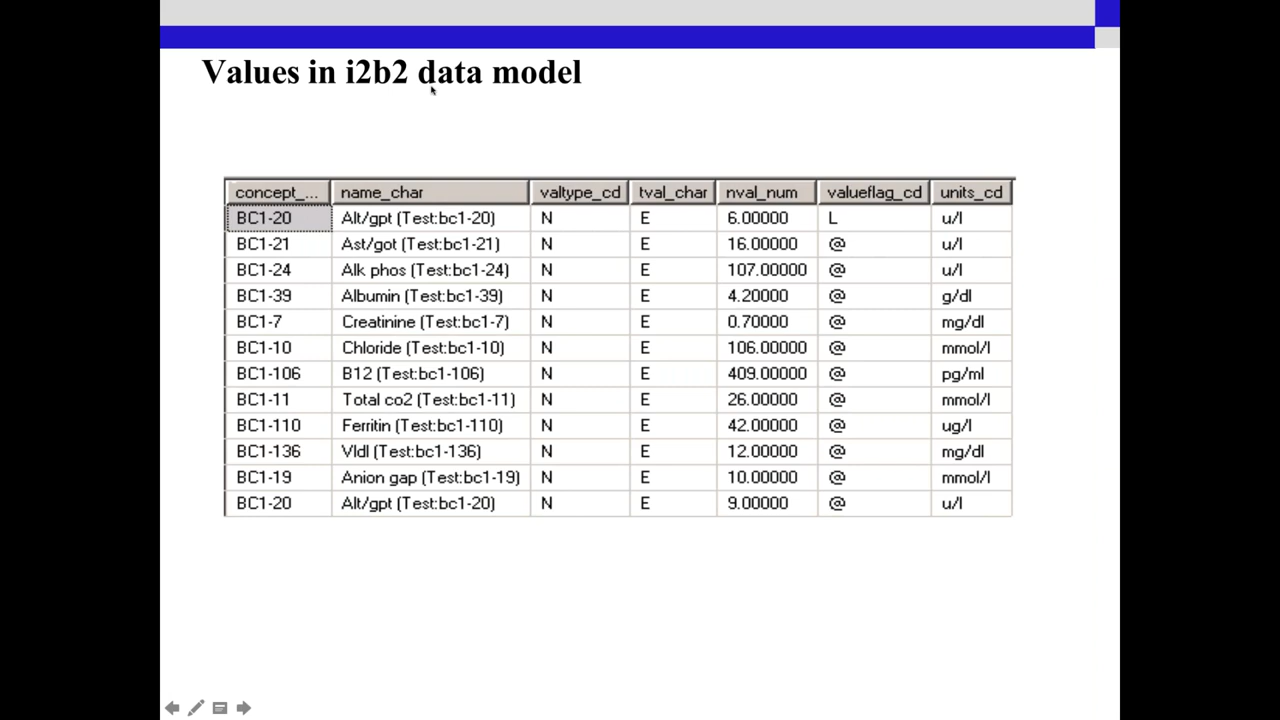 Values in i2b2 data model
concept_... name_char valtype_cd tval_char nval_num valueflag_cd units_cd
BC1-20 Alt/gpt (Test:bc1-20) N E 6.00000 L u/l
BC1-21 Ast/got (Test:bc1-21) N E 16.00000 @ u/l
BC1-24 Alk phos (Test:bc1-24) N E 107.00000 @ u/l
BC1-39 Albumin (Test:bc1-39) N E 4.20000 @ g/dl
BC1-7 Creatinine (Test:bc1-7) N E 0.70000 @ mg/dl
BC1-10 Chloride (Test:bc1-10) N E 106.00000 @ mmol/l
BC1-106 B12 (Test:bc1-106) N E 409.00000 @ pg/ml
BC1-11 Total co2 (Test:bc1-11) N E 26.00000 @ mmol/l
BC1-110 Ferritin (Test:bc1-110) N E 42.00000 @ ug/l
BC1-136 Vldl (Test:bc1-136) N E 12.00000 @ mg/dl
BC1-19 Anion gap (Test:bc1-19) N E 10.00000 @ mmol/l
BC1-20 Alt/gpt (Test:bc1-20) N E 9.00000 @ u/l